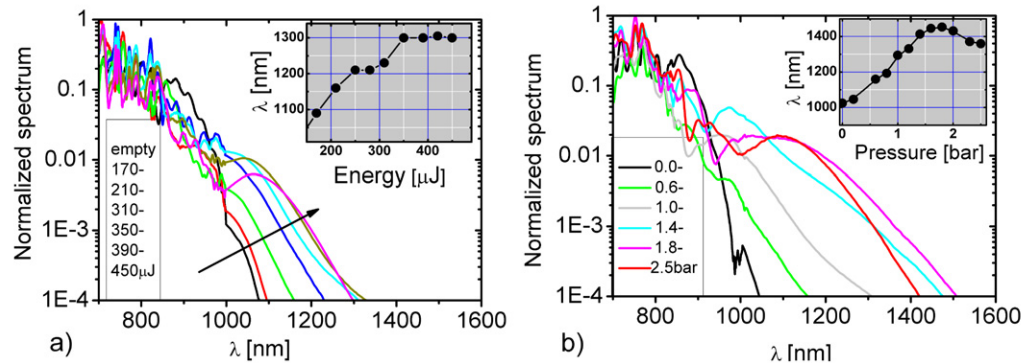 a)
Normalized spectrum
1
0.1
0.01
1E-3
1E-4
800 1000 1200 1400 1600
λ [nm]
empty
170-
210-
310-
350-
390-
450µJ
λ [nm]
1300
1200
1100
200 300 400
Energy [µJ]
b)
Normalized spectrum
1
0.1
0.01
1E-3
1E-4
600 800 1000 1200 1400 1600
λ [nm]
0.0-
0.6-
1.0-
1.4-
1.8-
2.5bar
λ [nm]
1400
1200
1000
0 1 2
Pressure [bar]